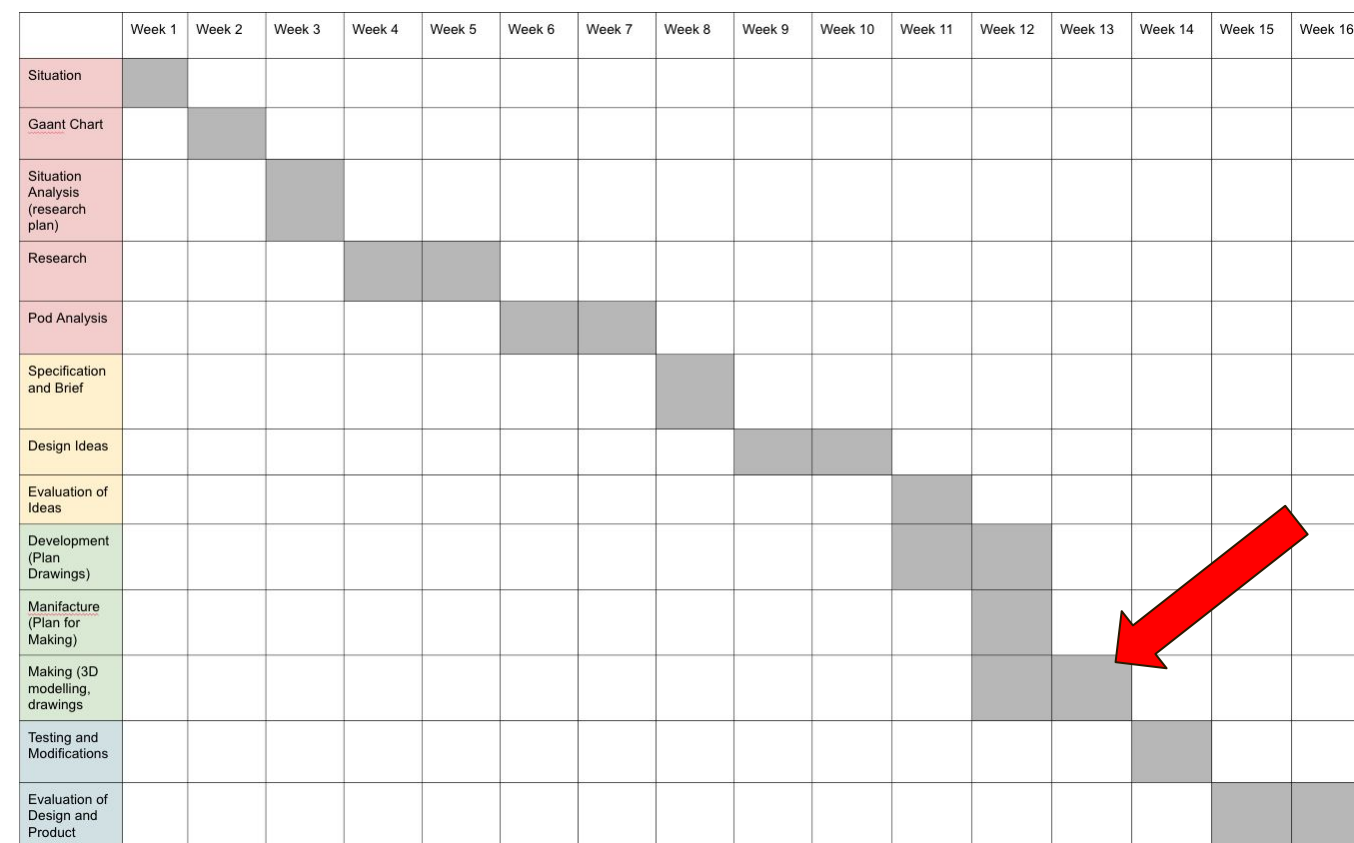 Week 1 Week 2 Week 3 Week 4 Week 5 Week 6 Week 7 Week 8 Week 9 Week 10 Week 11 Week 12 Week 13 Week 14 Week 15 Week 16
Situation
Gaant Chart
Situation
Analysis
(research
plan)
Research
Pod Analysis
Specification
and Brief
Design Ideas
Evaluation of
Ideas
Development
(Plan
Drawings)
Manifacture
(Plan for
Making)
Making (3D
modelling,
drawings
Testing and
Modifications
Evaluation of
Design and
Product